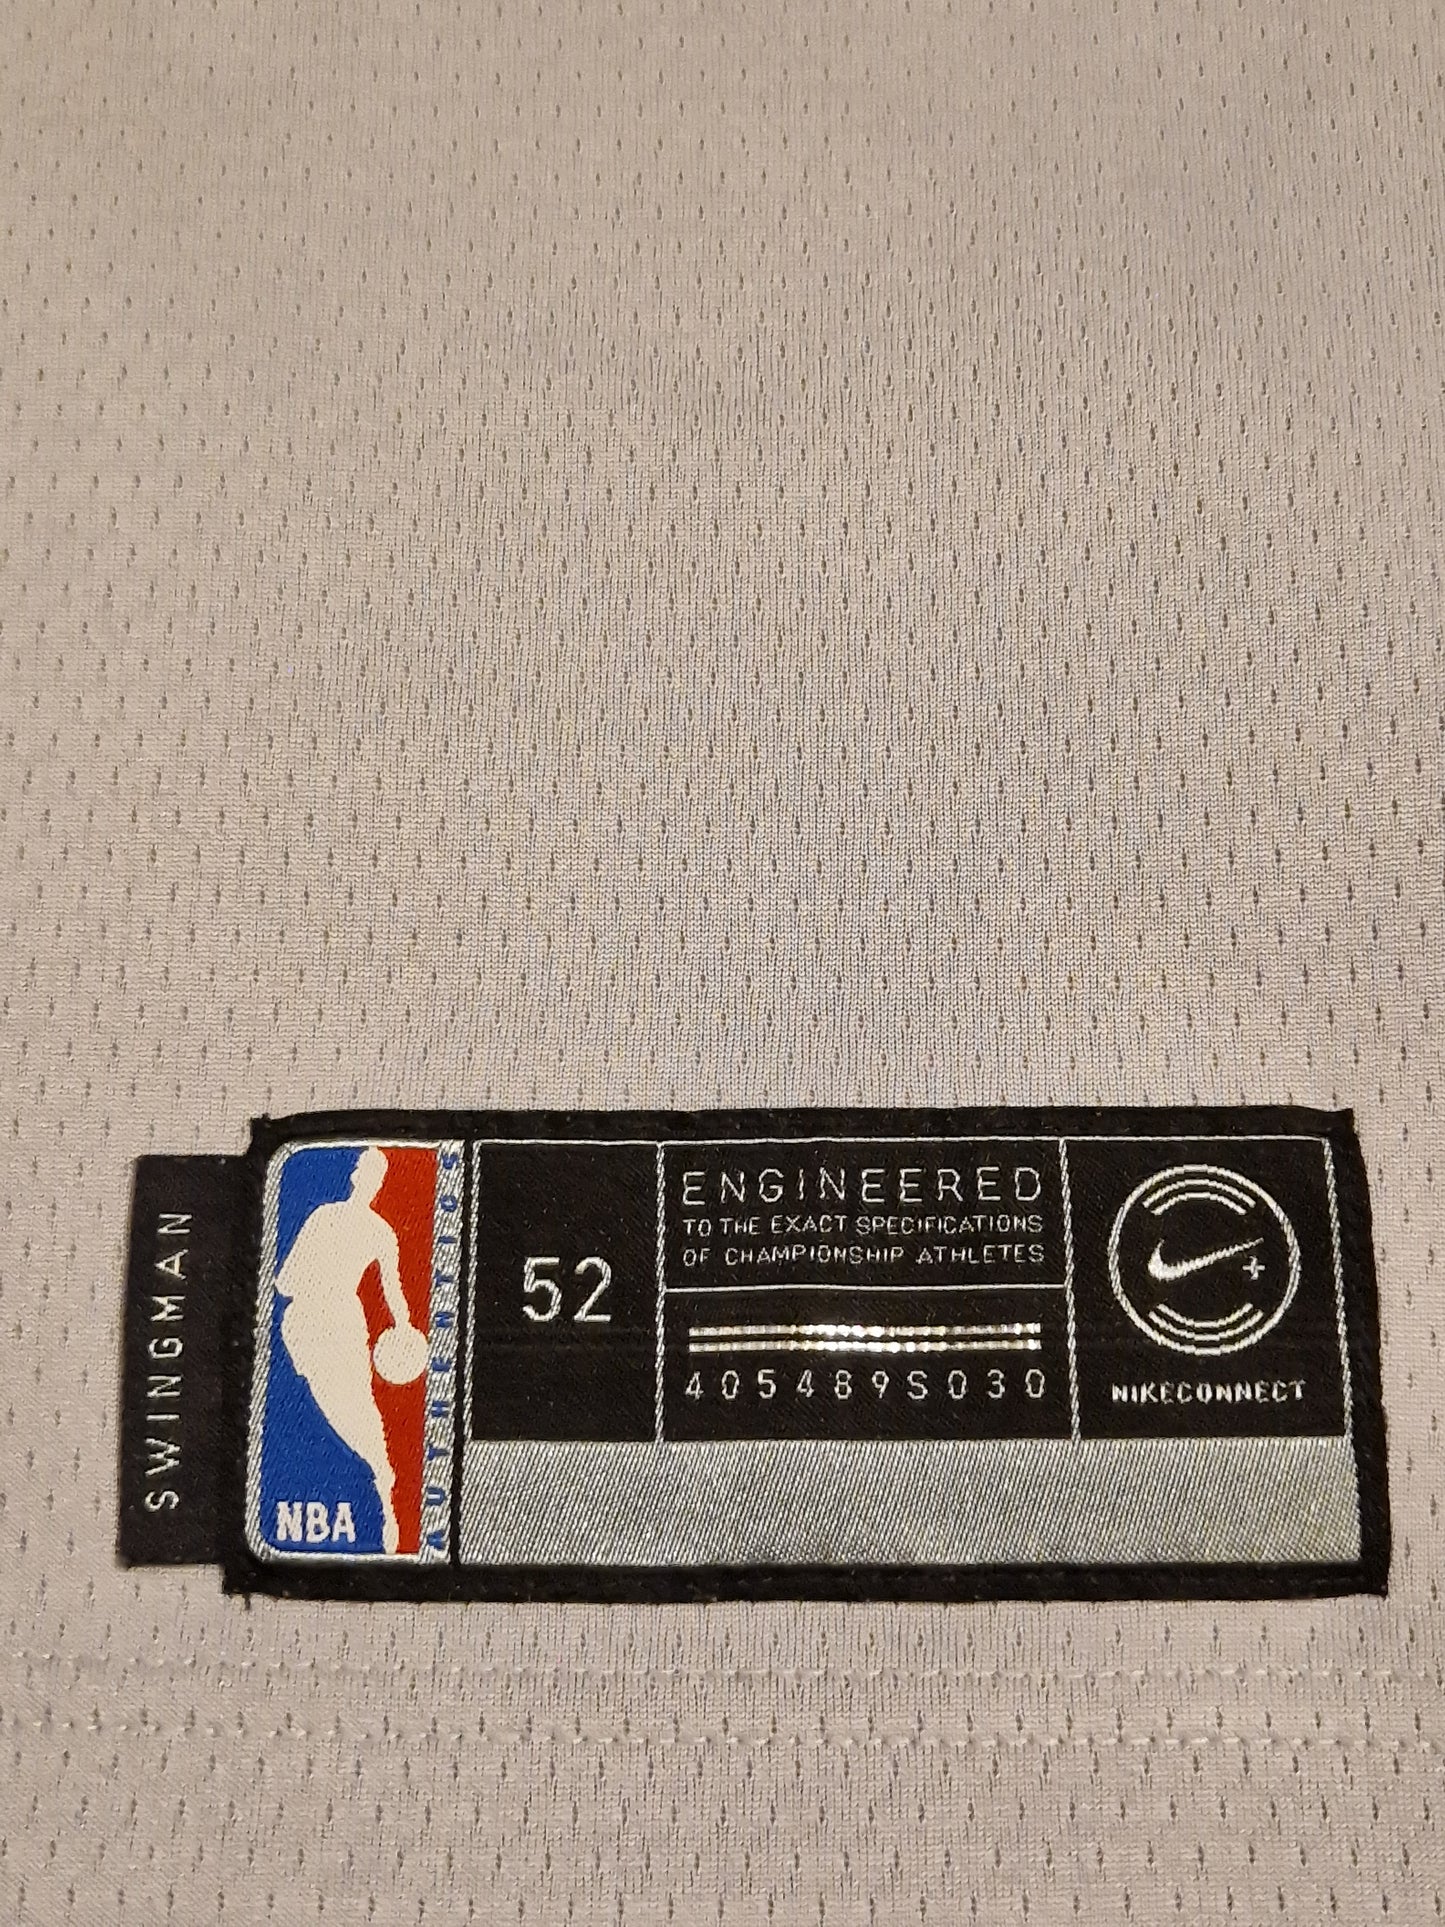 SWINGMAN
NBA
AUTHENTICS
52
ENGINEERED
TO THE EXACT SPECIFICATIONS
OF CHAMPIONSHIP ATHLETES
405489S030
NIKECONNECT